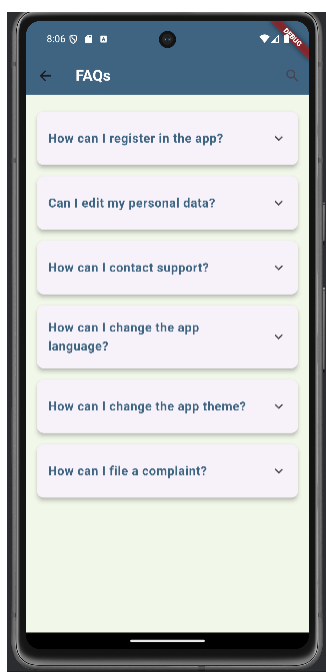 8:06
DEBUG
FAQs
How can I register in the app?
Can I edit my personal data?
How can I contact support?
How can I change the app
language?
How can I change the app theme?
How can I file a complaint?